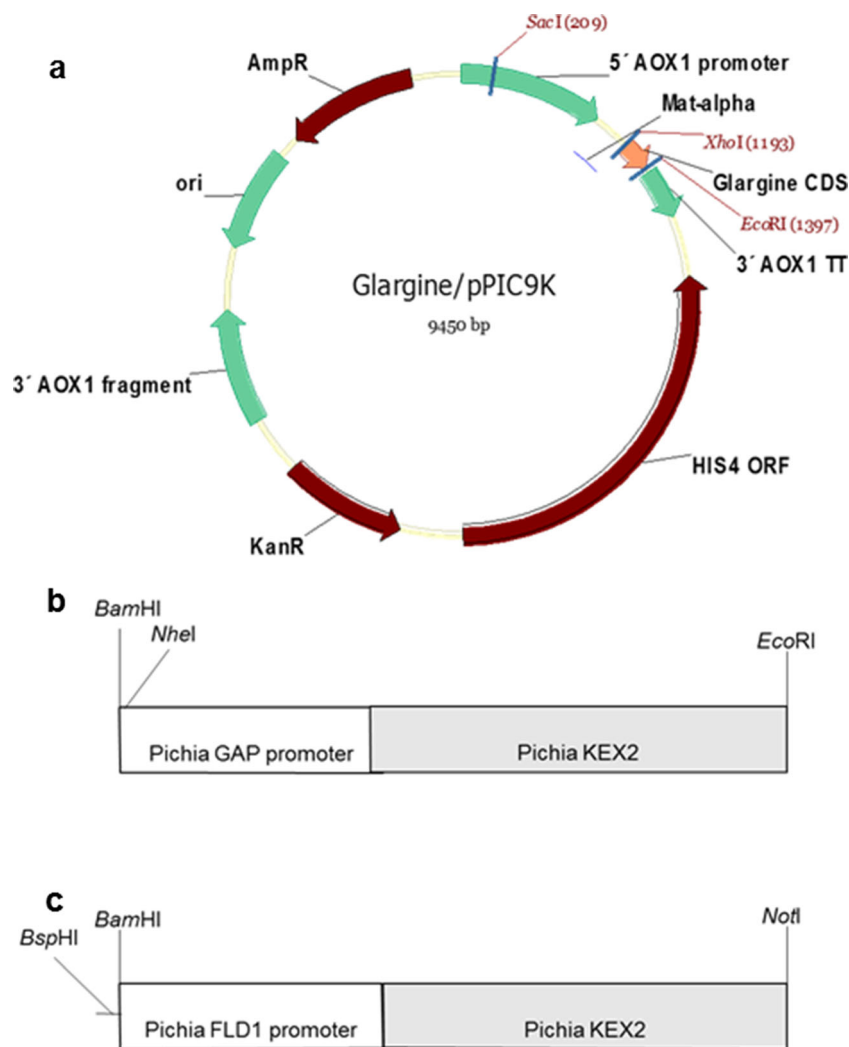 a
SacI (209)
AmpR
5´ AOX1 promoter
Mat-alpha
XhoI (1193)
Glargine CDS
ori
EcoRI (1397)
3´ AOX1 TT
Glargine/pPIC9K
9450 bp
3´ AOX1 fragment
HIS4 ORF
KanR
b
BamHI
NheI
EcoRI
Pichia GAP promoter
Pichia KEX2
c
BamHI
NotI
BspHI
Pichia FLD1 promoter
Pichia KEX2